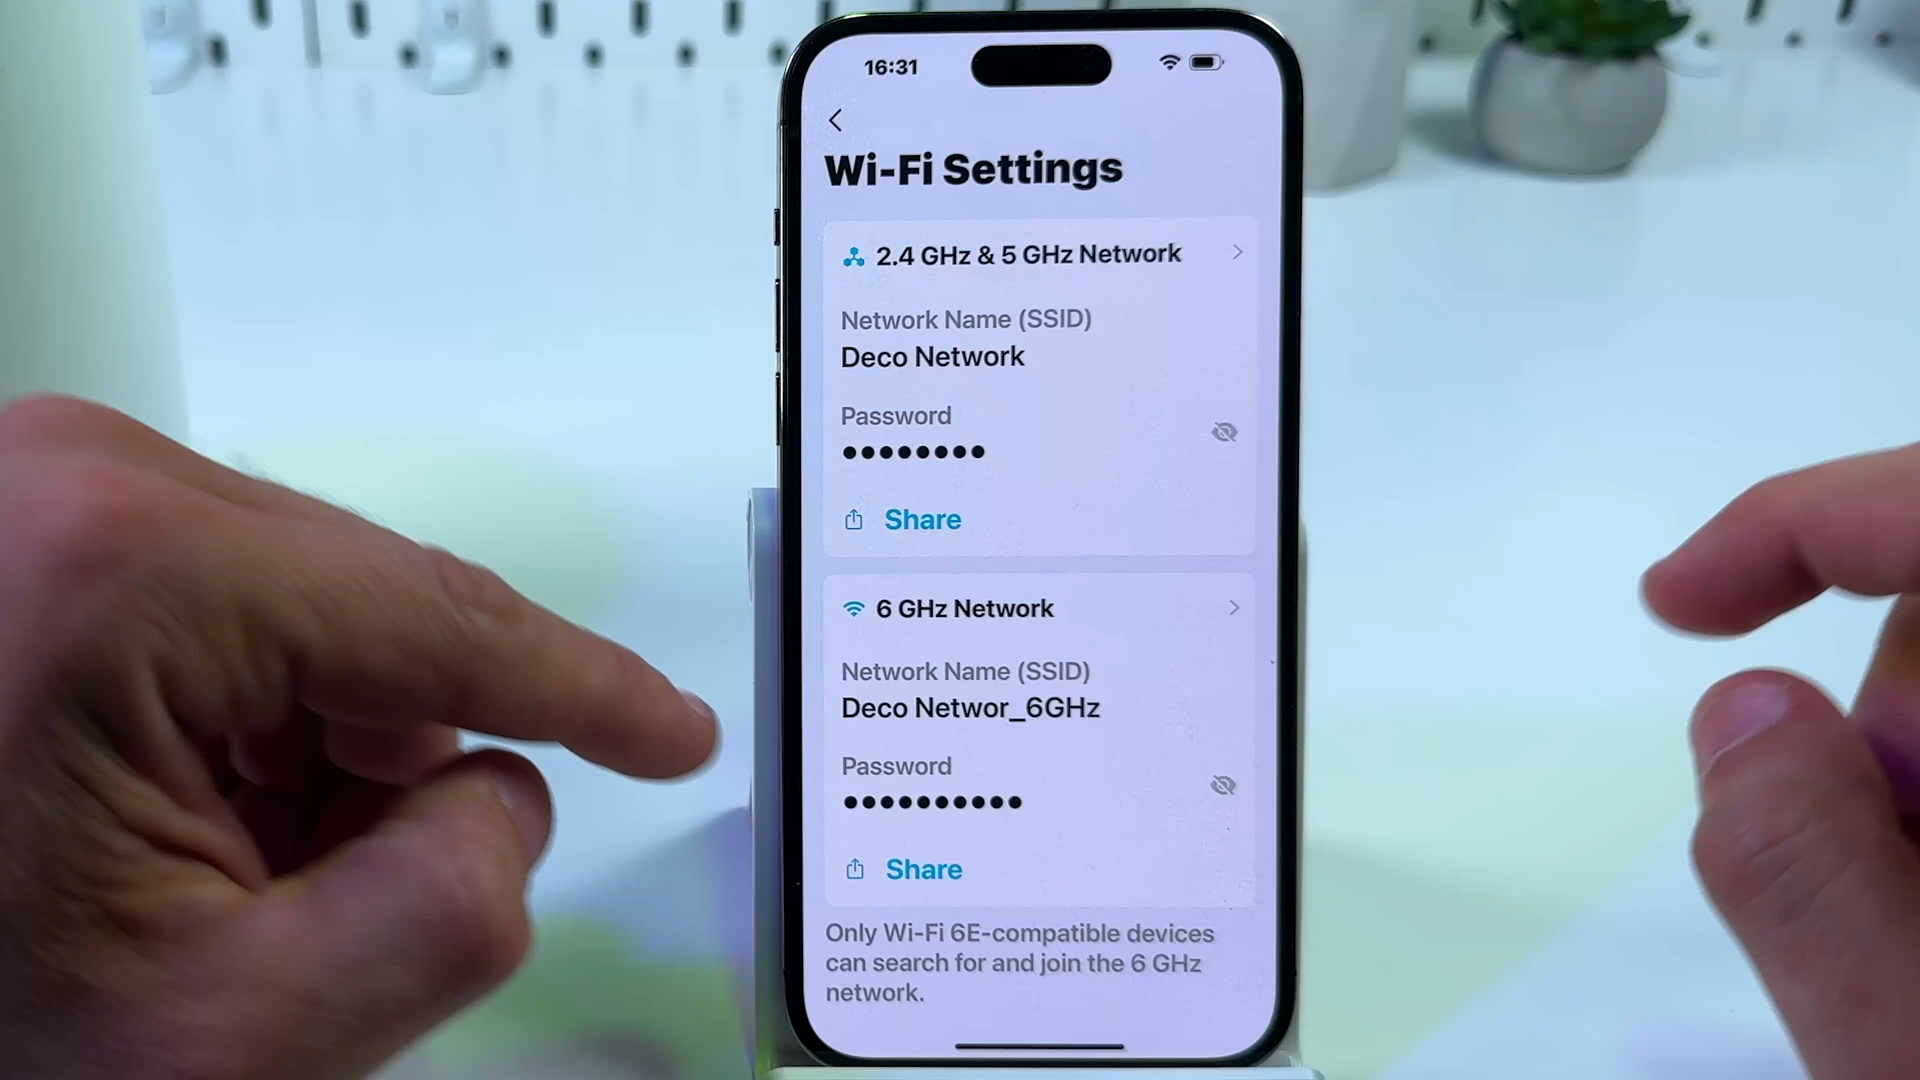 16:31
Wi-Fi Settings
2.4 GHz & 5 GHz Network
Network Name (SSID)
Deco Network
Password
••••••••
Share
6 GHz Network
Network Name (SSID)
Deco Networ_6GHz
Password
••••••••••
Share
Only Wi-Fi 6E-compatible devices
can search for and join the 6 GHz
network.